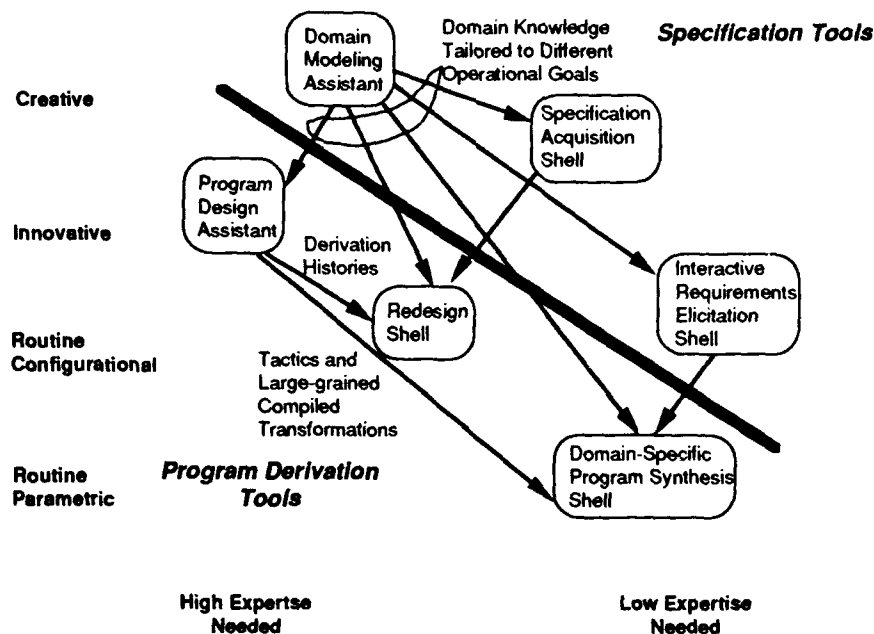 Domain
Modeling
Assistant
Domain Knowledge
Tailored to Different
Operational Goals
Specification Tools
Creative
Specification
Acquisition
Shell
Program
Design
Assistant
Innovative
Derivation
Histories
Interactive
Requirements
Elicitation
Shell
Redesign
Shell
Routine
Configurational
Tactics and
Large-grained
Compiled
Transformations
Domain-Specific
Program Synthesis
Shell
Routine
Parametric
Program Derivation
Tools
High Expertse
Needed
Low Expertise
Needed